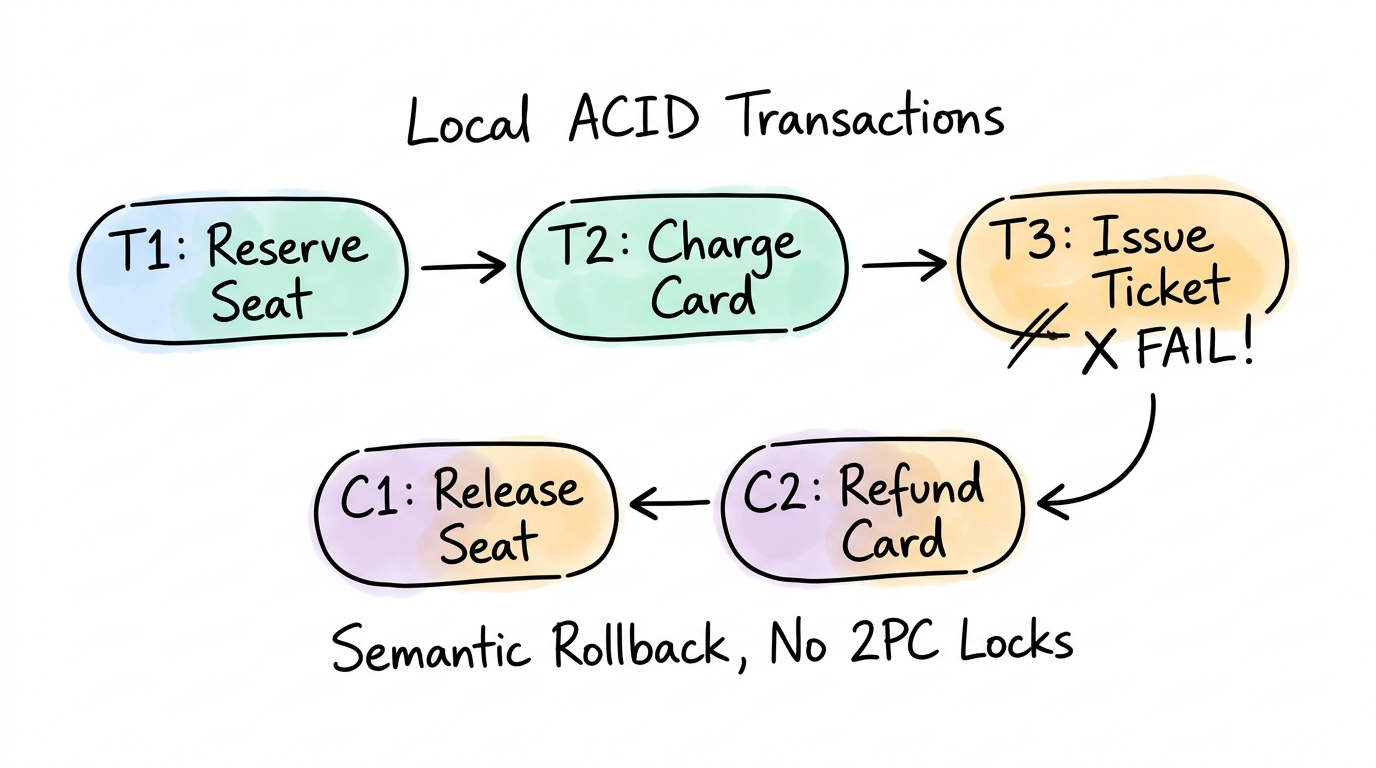 Local ACID Transactions
T1: Reserve
Seat
T2: Charge
Card
T3: Issue
Ticket
X FAIL!
C1: Release
Seat
C2: Refund
Card
Semantic Rollback, No 2PC Locks